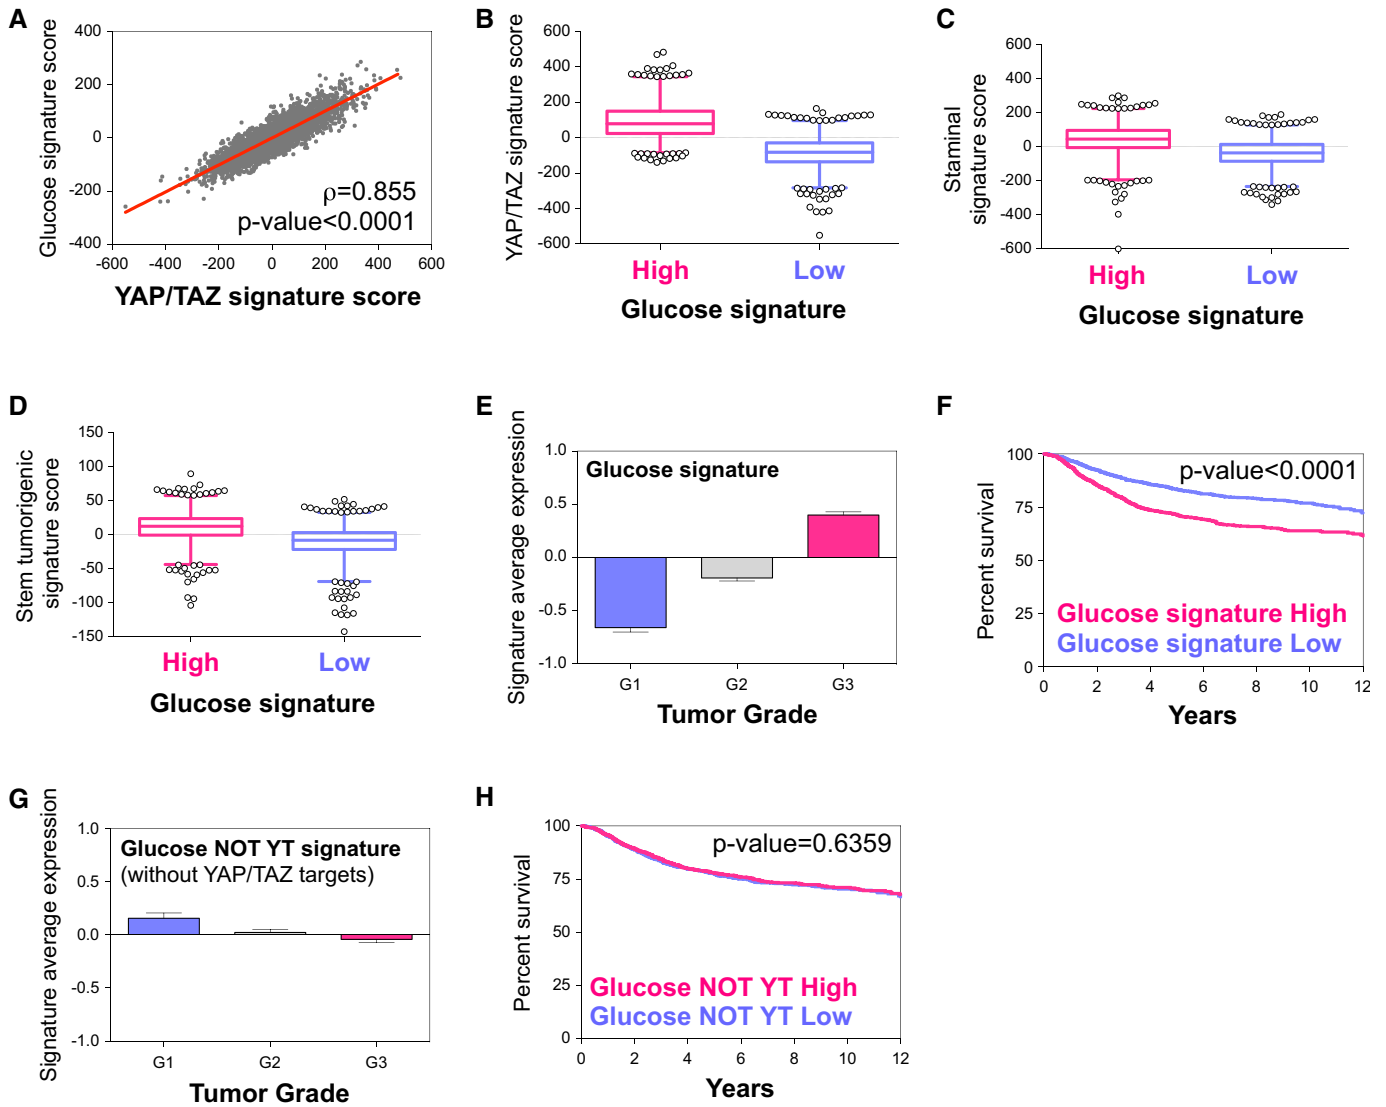 A
Glucose signature score
400
200
0
-200
-400
ρ=0.855
p-value<0.0001
-600 -400 -200 0 200 400 600
YAP/TAZ signature score
B
YAP/TAZ signature score
600
400
200
0
-200
-400
-600
High Low
Glucose signature
C
Staminal
signature score
600
400
200
0
-200
-400
-600
High Low
Glucose signature
D
Stem tumorigenic
signature score
150
100
50
0
-50
-100
-150
High Low
Glucose signature
E
Signature average expression
1.0
0.5
0.0
-0.5
-1.0
Glucose signature
G1 G2 G3
Tumor Grade
F
Percent survival
100
75
50
25
0
p-value<0.0001
Glucose signature High
Glucose signature Low
0 2 4 6 8 10 12
Years
G
Signature average expression
1.0
0.5
0.0
-0.5
-1.0
Glucose NOT YT signature
(without YAP/TAZ targets)
G1 G2 G3
Tumor Grade
H
Percent survival
100
75
50
25
0
p-value=0.6359
Glucose NOT YT High
Glucose NOT YT Low
0 2 4 6 8 10 12
Years